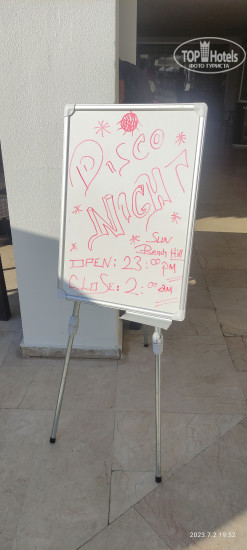 TOP Hotels
ФОТО ТУРИСТА
DISCO
NIGHT
SUN
Beach Hill
OPEN: 23.00 PM
CLOSE: 2.00 am
2023.7.2 19:52